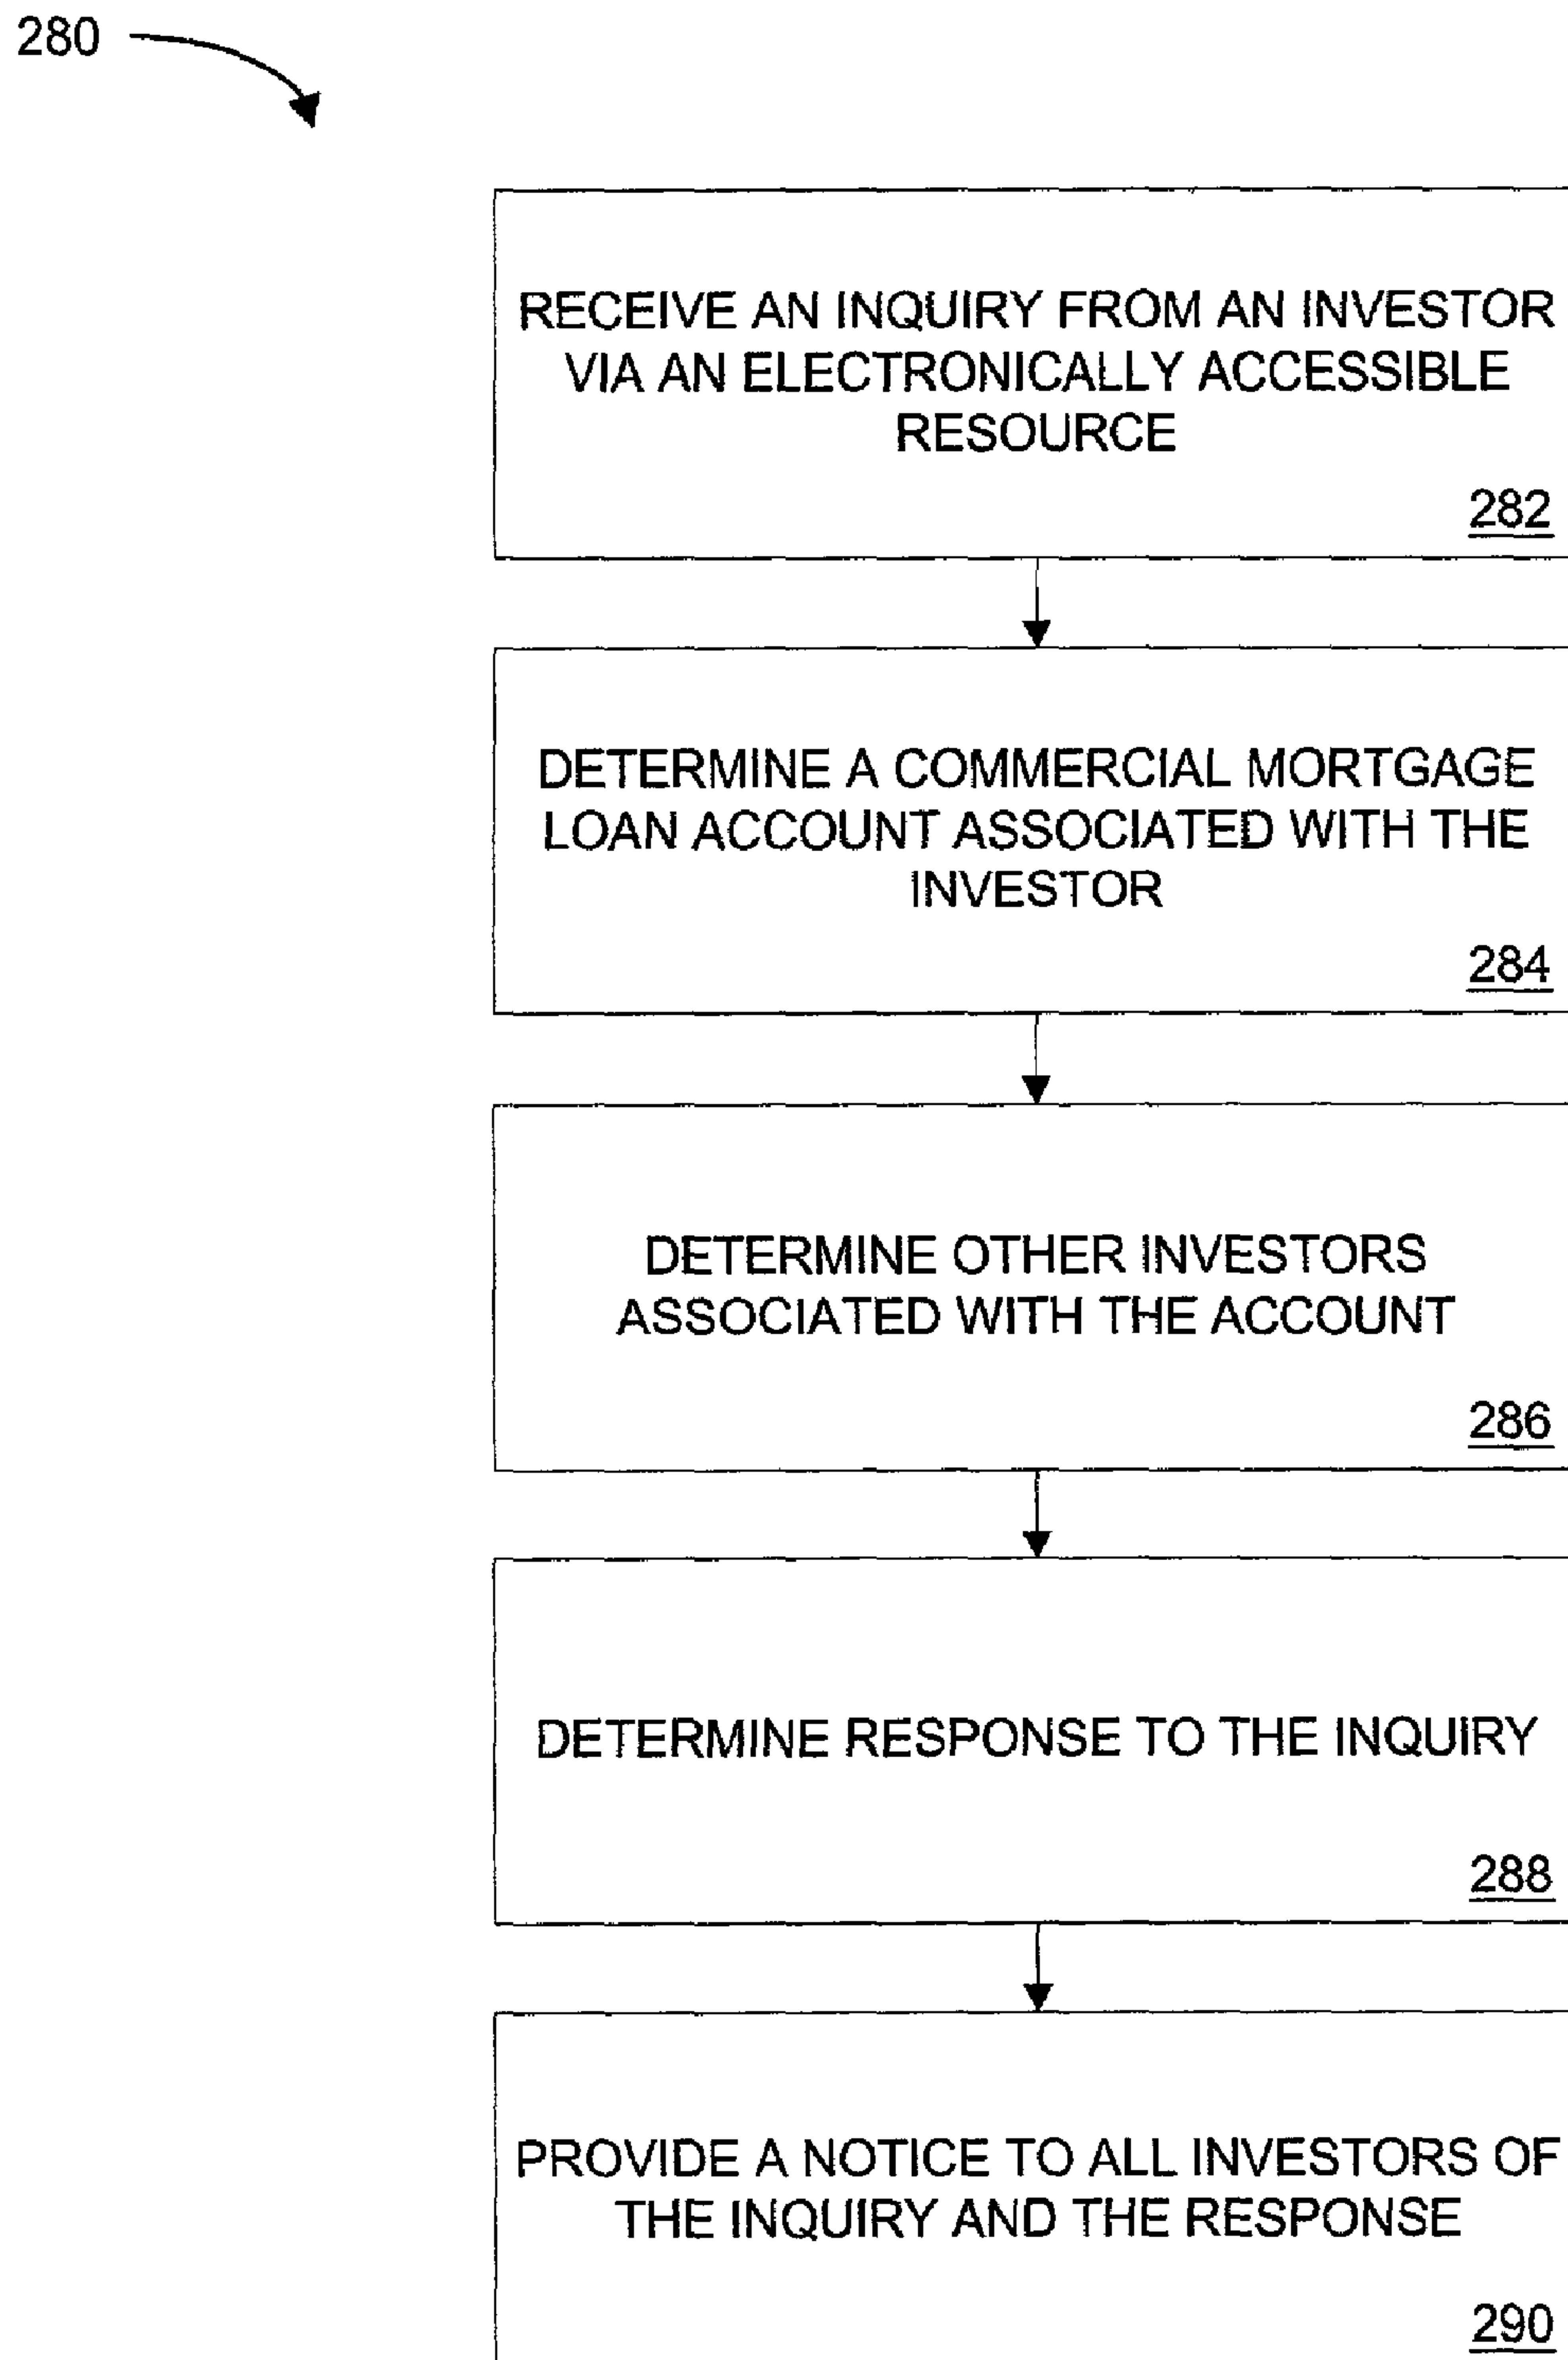 280
RECEIVE AN INQUIRY FROM AN INVESTOR
VIA AN ELECTRONICALLY ACCESSIBLE
RESOURCE
282
DETERMINE A COMMERCIAL MORTGAGE
LOAN ACCOUNT ASSOCIATED WITH THE
INVESTOR
284
DETERMINE OTHER INVESTORS
ASSOCIATED WITH THE ACCOUNT
286
DETERMINE RESPONSE TO THE INQUIRY
288
PROVIDE A NOTICE TO ALL INVESTORS OF
THE INQUIRY AND THE RESPONSE
290